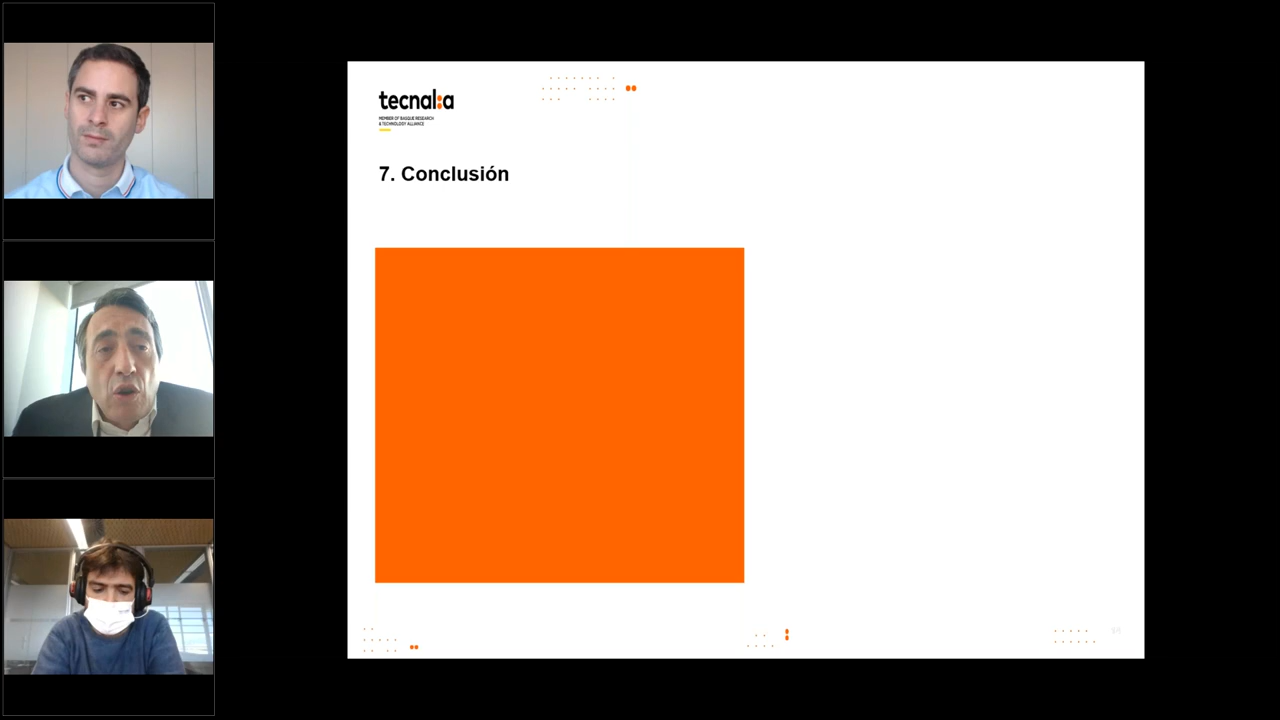 tecnal:a
MEMBER OF BASQUE RESEARCH
& TECHNOLOGY ALLIANCE
7. Conclusión